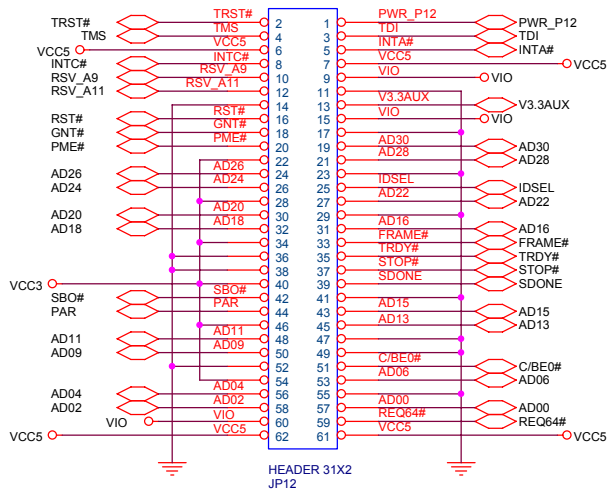 TRST# TRST# 2 1 PWR_P12 PWR_P12
TMS TMS 4 3 TDI TDI
VCC5 VCC5 6 5 INTA# INTA#
INTC# INTC# 8 7 VCC5 VCC5
RSV_A9 RSV_A9 10 9 VIO VIO
RSV_A11 RSV_A11 12 11
14 13 V3.3AUX V3.3AUX
RST# RST# 16 15 VIO VIO
GNT# GNT# 18 17
PME# PME# 20 19 AD30 AD30
22 21 AD28 AD28
AD26 AD26 24 23
AD24 AD24 26 25 IDSEL IDSEL
28 27 AD22 AD22
AD20 AD20 30 29
AD18 AD18 32 31 AD16 AD16
34 33 FRAME# FRAME#
36 35 TRDY# TRDY#
38 37 STOP# STOP#
VCC3 40 39 SDONE SDONE
SBO# SBO# 42 41
PAR PAR 44 43 AD15 AD15
46 45 AD13 AD13
AD11 AD11 48 47
AD09 AD09 50 49
52 51 C/BE0# C/BE0#
54 53 AD06 AD06
AD04 AD04 56 55
AD02 AD02 58 57 AD00 AD00
VIO VIO 60 59 REQ64# REQ64#
VCC5 VCC5 62 61 VCC5 VCC5
HEADER 31X2
JP12